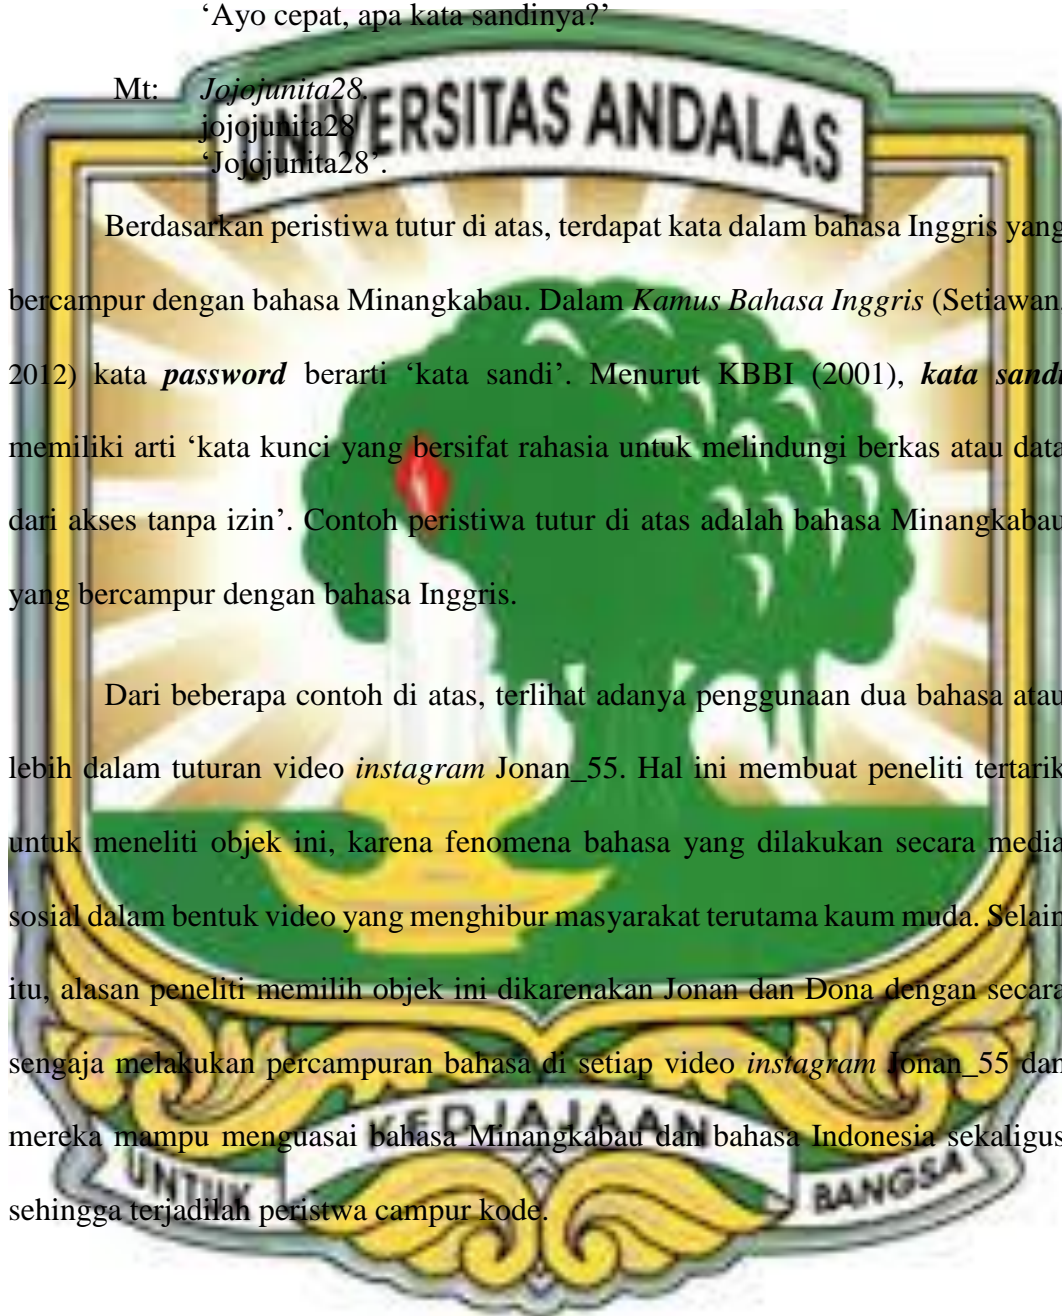 ‘Ayo cepat, apa kata sandinya?’
Mt: Jojojunita28.
jojojunita28
‘Jojojunita28’.
UNIVERSITAS ANDALAS
Berdasarkan peristiwa tutur di atas, terdapat kata dalam bahasa Inggris yang
bercampur dengan bahasa Minangkabau. Dalam Kamus Bahasa Inggris (Setiawan,
2012) kata password berarti ‘kata sandi’. Menurut KBBI (2001), kata sandi
memiliki arti ‘kata kunci yang bersifat rahasia untuk melindungi berkas atau data
dari akses tanpa izin’. Contoh peristiwa tutur di atas adalah bahasa Minangkabau
yang bercampur dengan bahasa Inggris.
Dari beberapa contoh di atas, terlihat adanya penggunaan dua bahasa atau
lebih dalam tuturan video instagram Jonan_55. Hal ini membuat peneliti tertarik
untuk meneliti objek ini, karena fenomena bahasa yang dilakukan secara media
sosial dalam bentuk video yang menghibur masyarakat terutama kaum muda. Selain
itu, alasan peneliti memilih objek ini dikarenakan Jonan dan Dona dengan secara
sengaja melakukan percampuran bahasa di setiap video instagram Jonan_55 dan
mereka mampu menguasai bahasa Minangkabau dan bahasa Indonesia sekaligus
sehingga terjadilah peristwa campur kode.
UNTUK KEDJAJAAN BANGSA